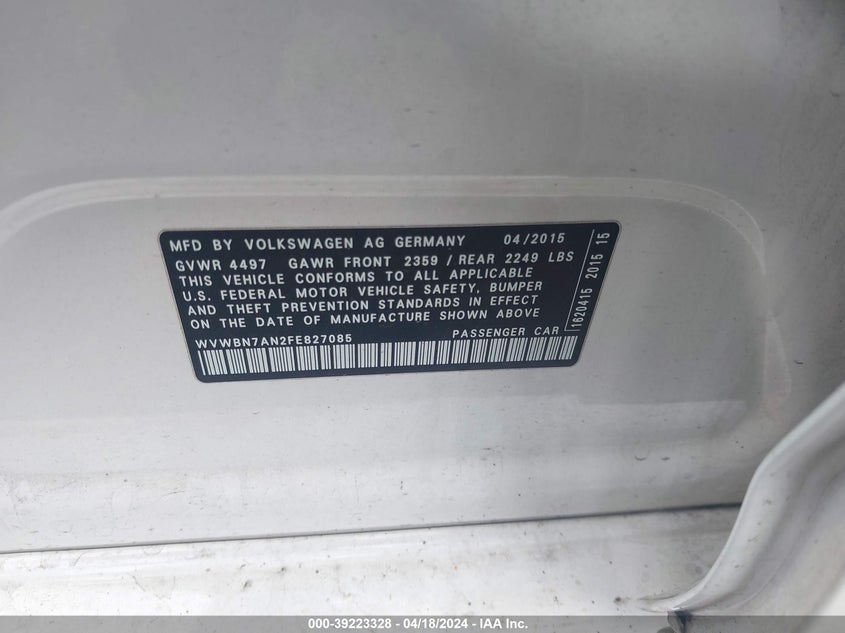 MFD BY VOLKSWAGEN AG GERMANY 04/2015
GVWR 4497 GAWR FRONT 2359 / REAR 2249 LBS
THIS VEHICLE CONFORMS TO ALL APPLICABLE
U.S. FEDERAL MOTOR VEHICLE SAFETY, BUMPER
AND THEFT PREVENTION STANDARDS IN EFFECT
ON THE DATE OF MANUFACTURE SHOWN ABOVE
WVWBN7AN2FE827085 PASSENGER CAR
1620415 2015 15
000-39223328 - 04/18/2024 - IAA Inc.